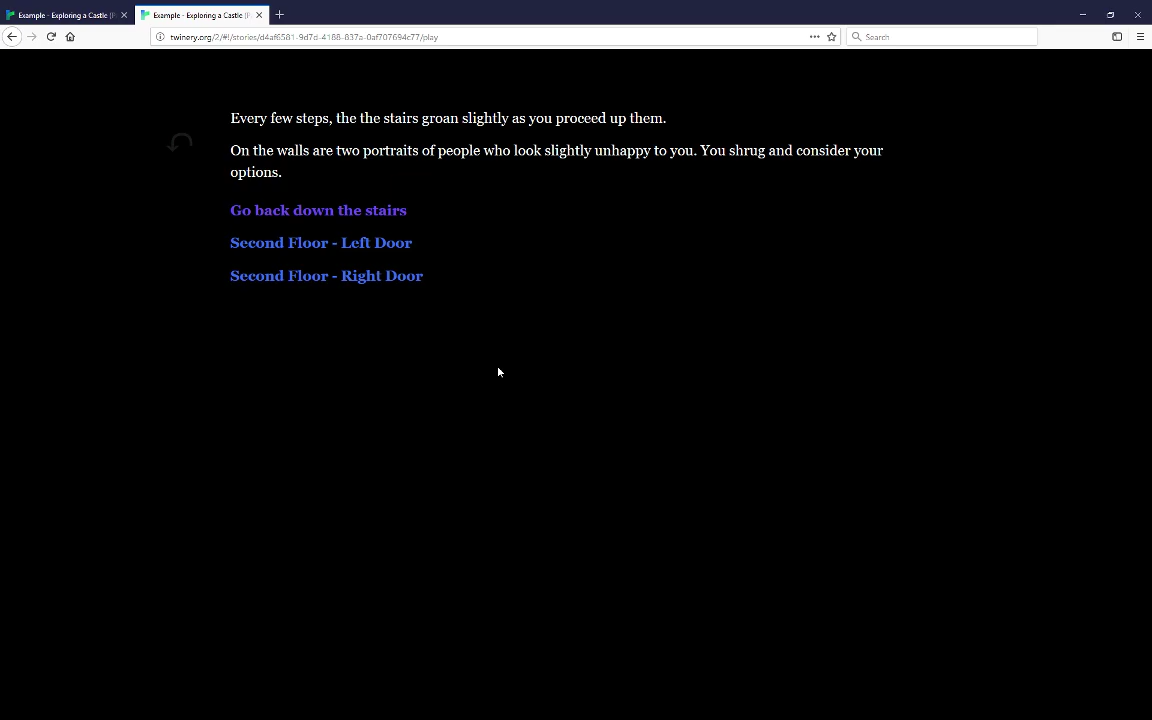 Example - Exploring a Castle (P
Example - Exploring a Castle (P
twinery.org/2/#!/stories/d4af6581-9d7d-4188-837a-0af707694c77/play
Search
Every few steps, the the stairs groan slightly as you proceed up them.
On the walls are two portraits of people who look slightly unhappy to you. You shrug and consider your
options.
Go back down the stairs
Second Floor - Left Door
Second Floor - Right Door